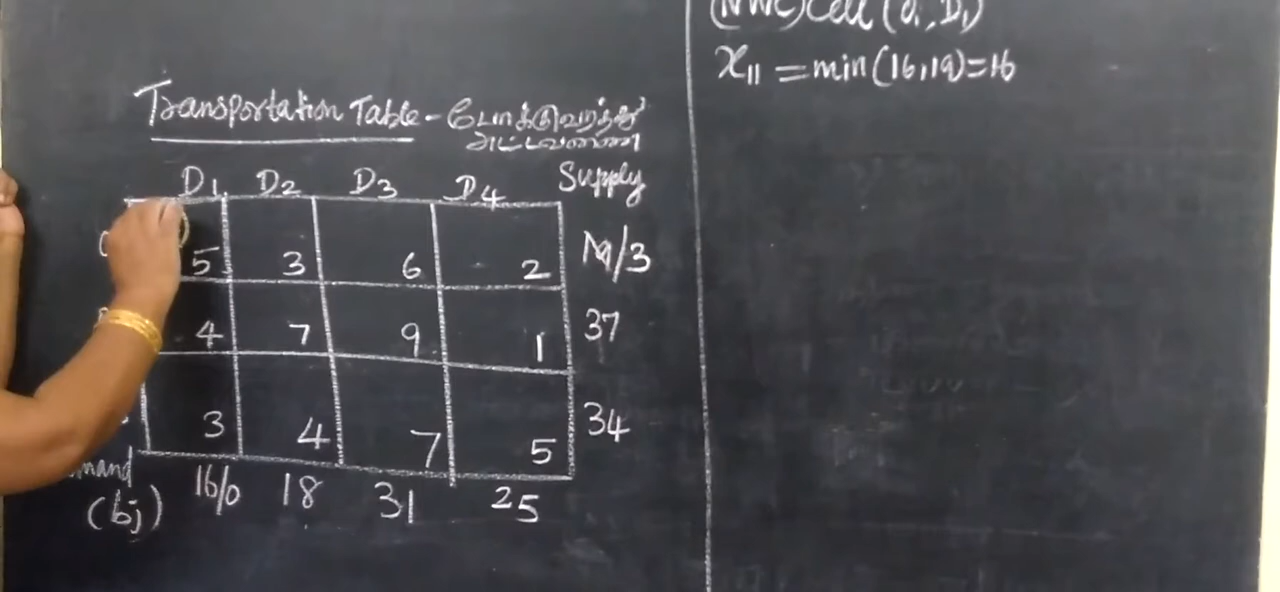 (NWC) Cell (O₁, D₁)
x₁₁ = min(16,19)=16
Transportation Table - போக்குவரத்து
அட்டவணை
D1 D2 D3 D4 Supply
5 3 6 2 19/3
4 7 9 1 37
3 4 7 5 34
16/0 18 31 25
(bj)